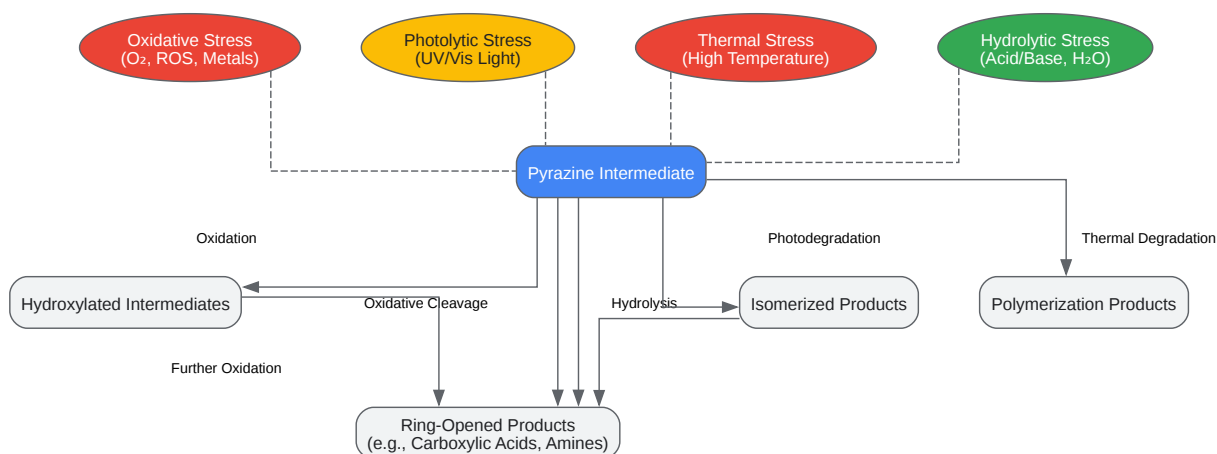 Oxidative Stress
(O₂, ROS, Metals)
Photolytic Stress
(UV/Vis Light)
Thermal Stress
(High Temperature)
Hydrolytic Stress
(Acid/Base, H₂O)
Pyrazine Intermediate
Oxidation
Photodegradation
Thermal Degradation
Hydroxylated Intermediates
Oxidative Cleavage
Hydrolysis
Isomerized Products
Polymerization Products
Further Oxidation
Ring-Opened Products
(e.g., Carboxylic Acids, Amines)